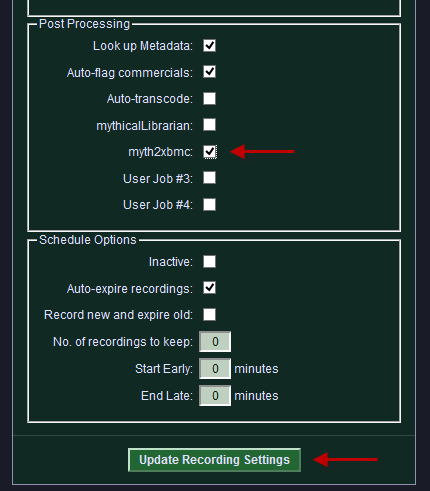 Post Processing
Look up Metadata:
Auto-flag commercials:
Auto-transcode:
mythicalLibrarian:
myth2xbmc:
User Job #3:
User Job #4:
Schedule Options
Inactive:
Auto-expire recordings:
Record new and expire old:
No. of recordings to keep: 0
Start Early: 0 minutes
End Late: 0 minutes
Update Recording Settings